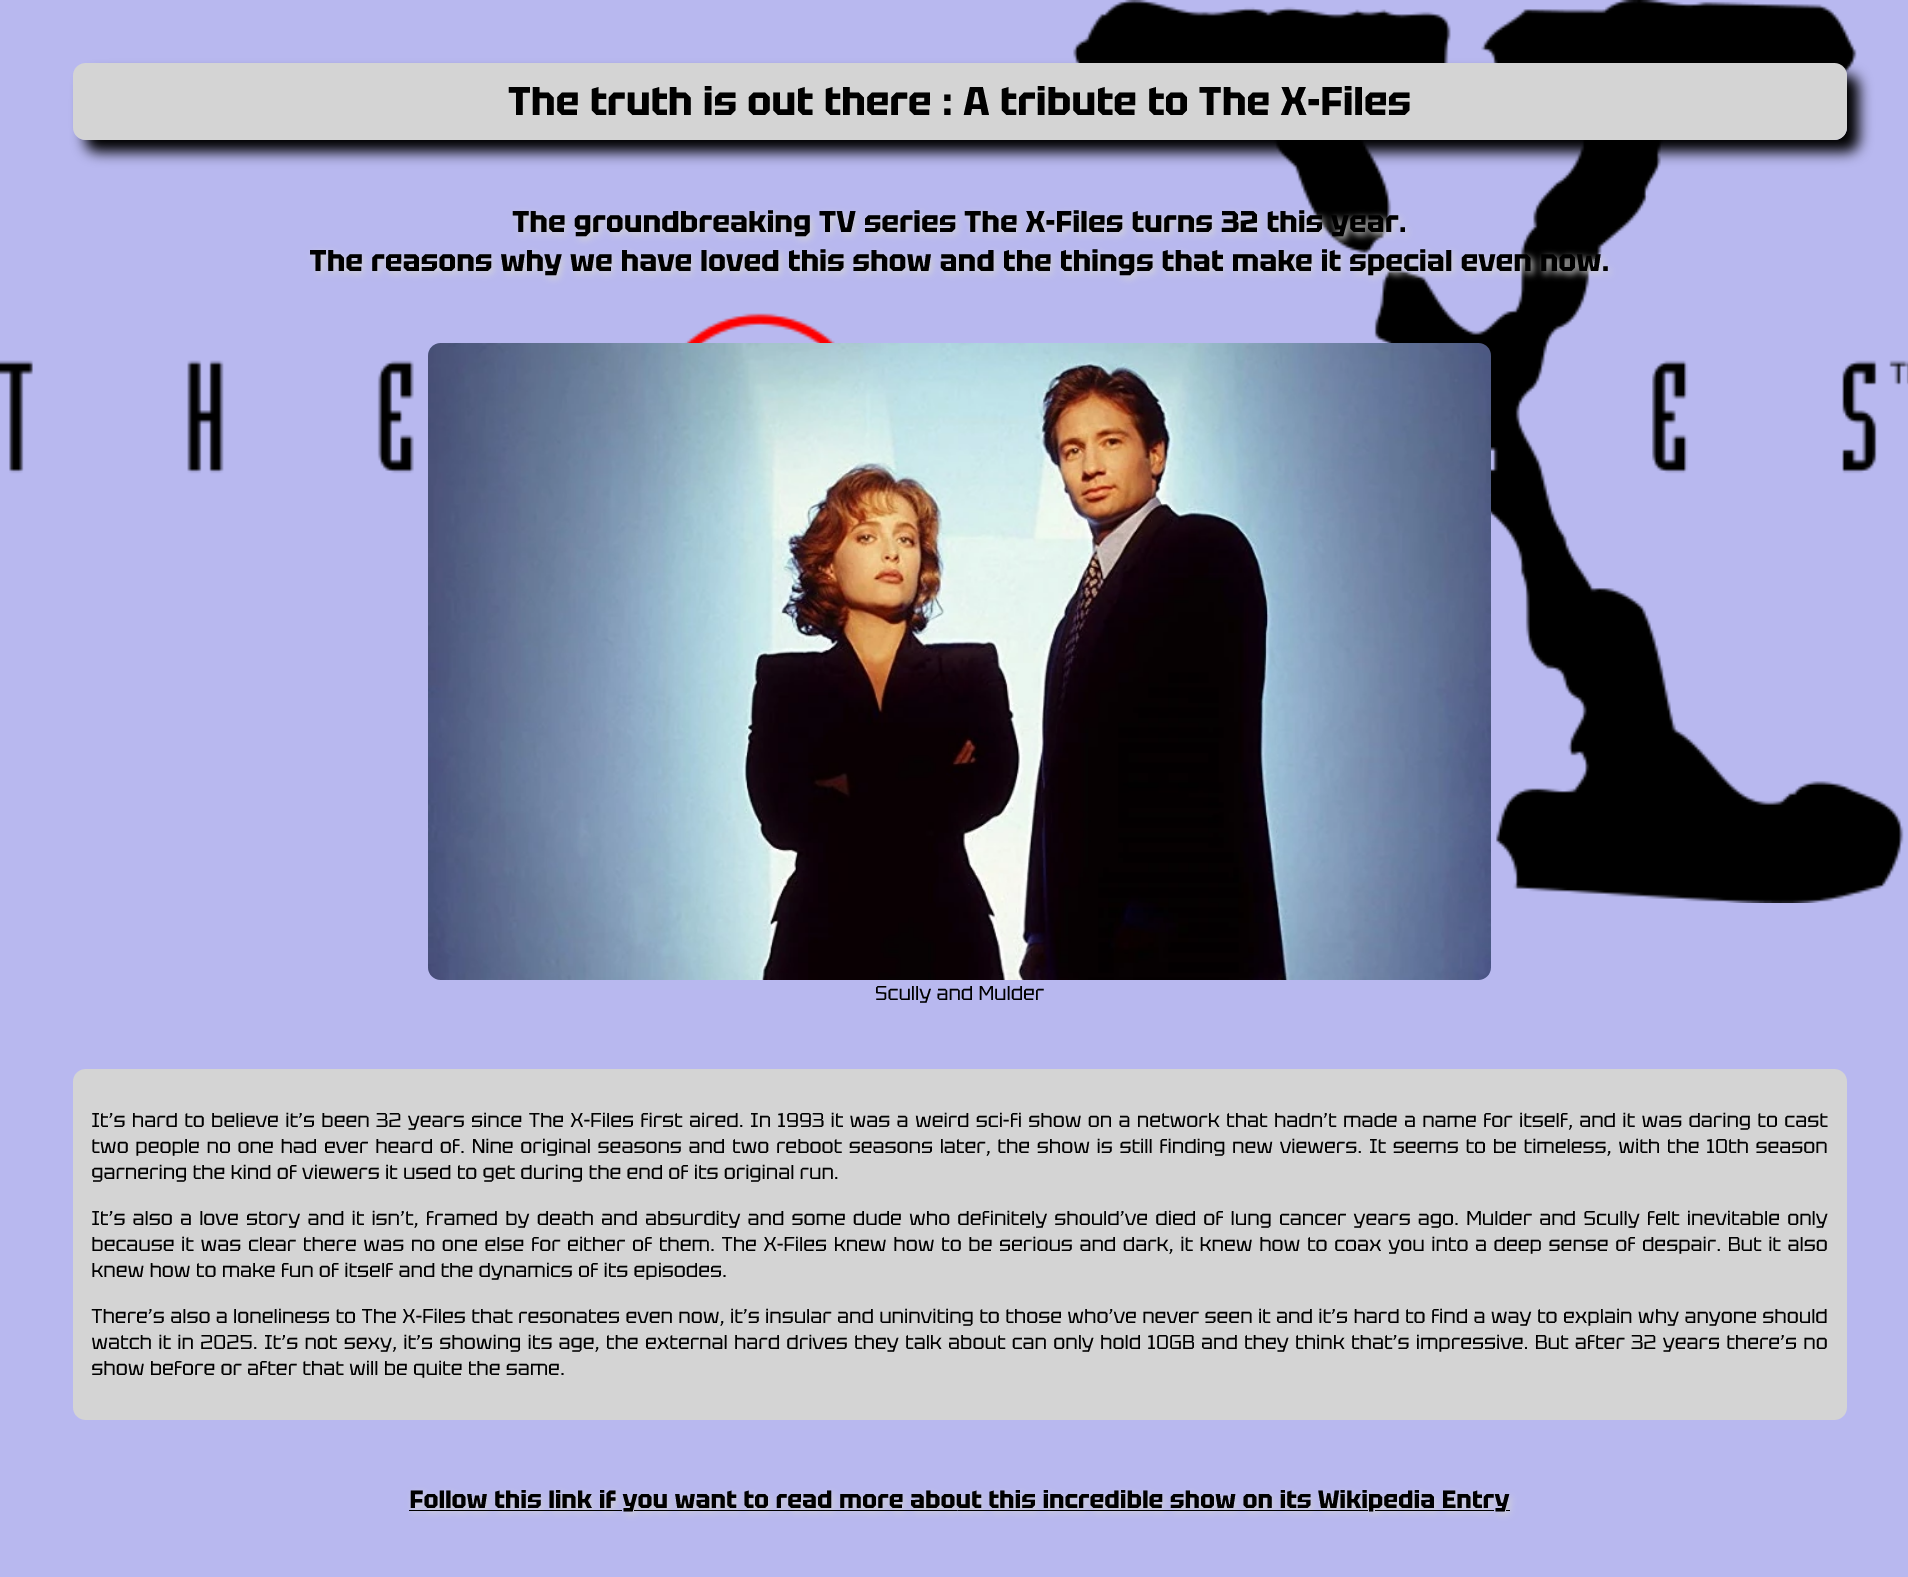 The truth is out there : A tribute to The X-Files
The groundbreaking TV series The X-Files turns 32 this year.
The reasons why we have loved this show and the things that make it special even now.
T H E E S
Scully and Mulder
It's hard to believe it's been 32 years since The X-Files first aired. In 1993 it was a weird sci-fi show on a network that hadn't made a name for itself, and it was daring to cast
two people no one had ever heard of. Nine original seasons and two reboot seasons later, the show is still finding new viewers. It seems to be timeless, with the 10th season
garnering the kind of viewers it used to get during the end of its original run.
It's also a love story and it isn't, framed by death and absurdity and some dude who definitely should've died of lung cancer years ago. Mulder and Scully felt inevitable only
because it was clear there was no one else for either of them. The X-Files knew how to be serious and dark, it knew how to coax you into a deep sense of despair. But it also
knew how to make fun of itself and the dynamics of its episodes.
There's also a loneliness to The X-Files that resonates even now, it's insular and uninviting to those who've never seen it and it's hard to find a way to explain why anyone should
watch it in 2025. It's not sexy, it's showing its age, the external hard drives they talk about can only hold 10GB and they think that's impressive. But after 32 years there's no
show before or after that will be quite the same.
Follow this link if you want to read more about this incredible show on its Wikipedia Entry